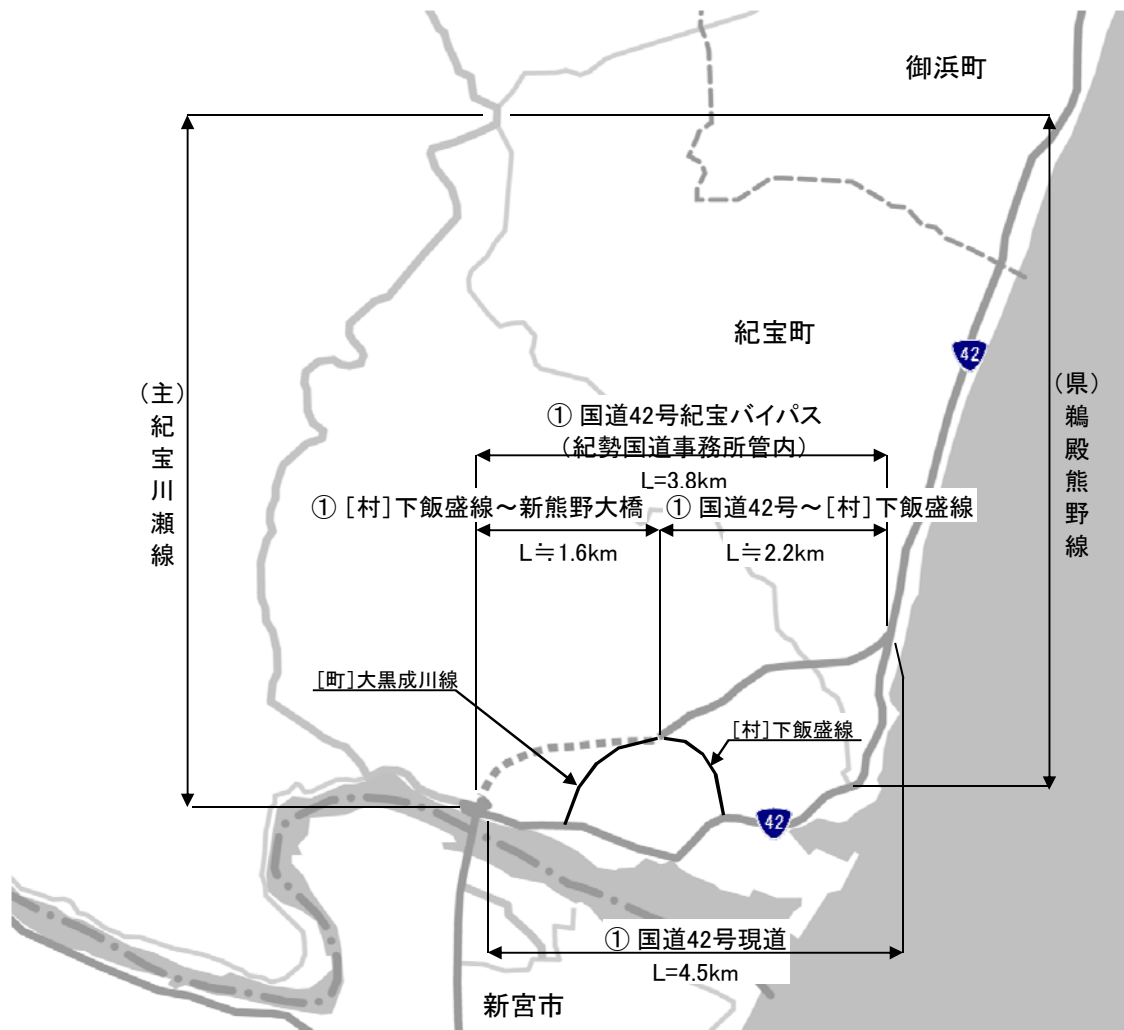 御浜町
42
紀宝町
(主)紀宝川瀬線
(県)鵜殿熊野線
① 国道42号紀宝バイパス
(紀勢国道事務所管内)
L=3.8km
① [村]下飯盛線～新熊野大橋
① 国道42号～[村]下飯盛線
L≒1.6km
L≒2.2km
[町]大黒成川線
[村]下飯盛線
42
① 国道42号現道
L=4.5km
新宮市